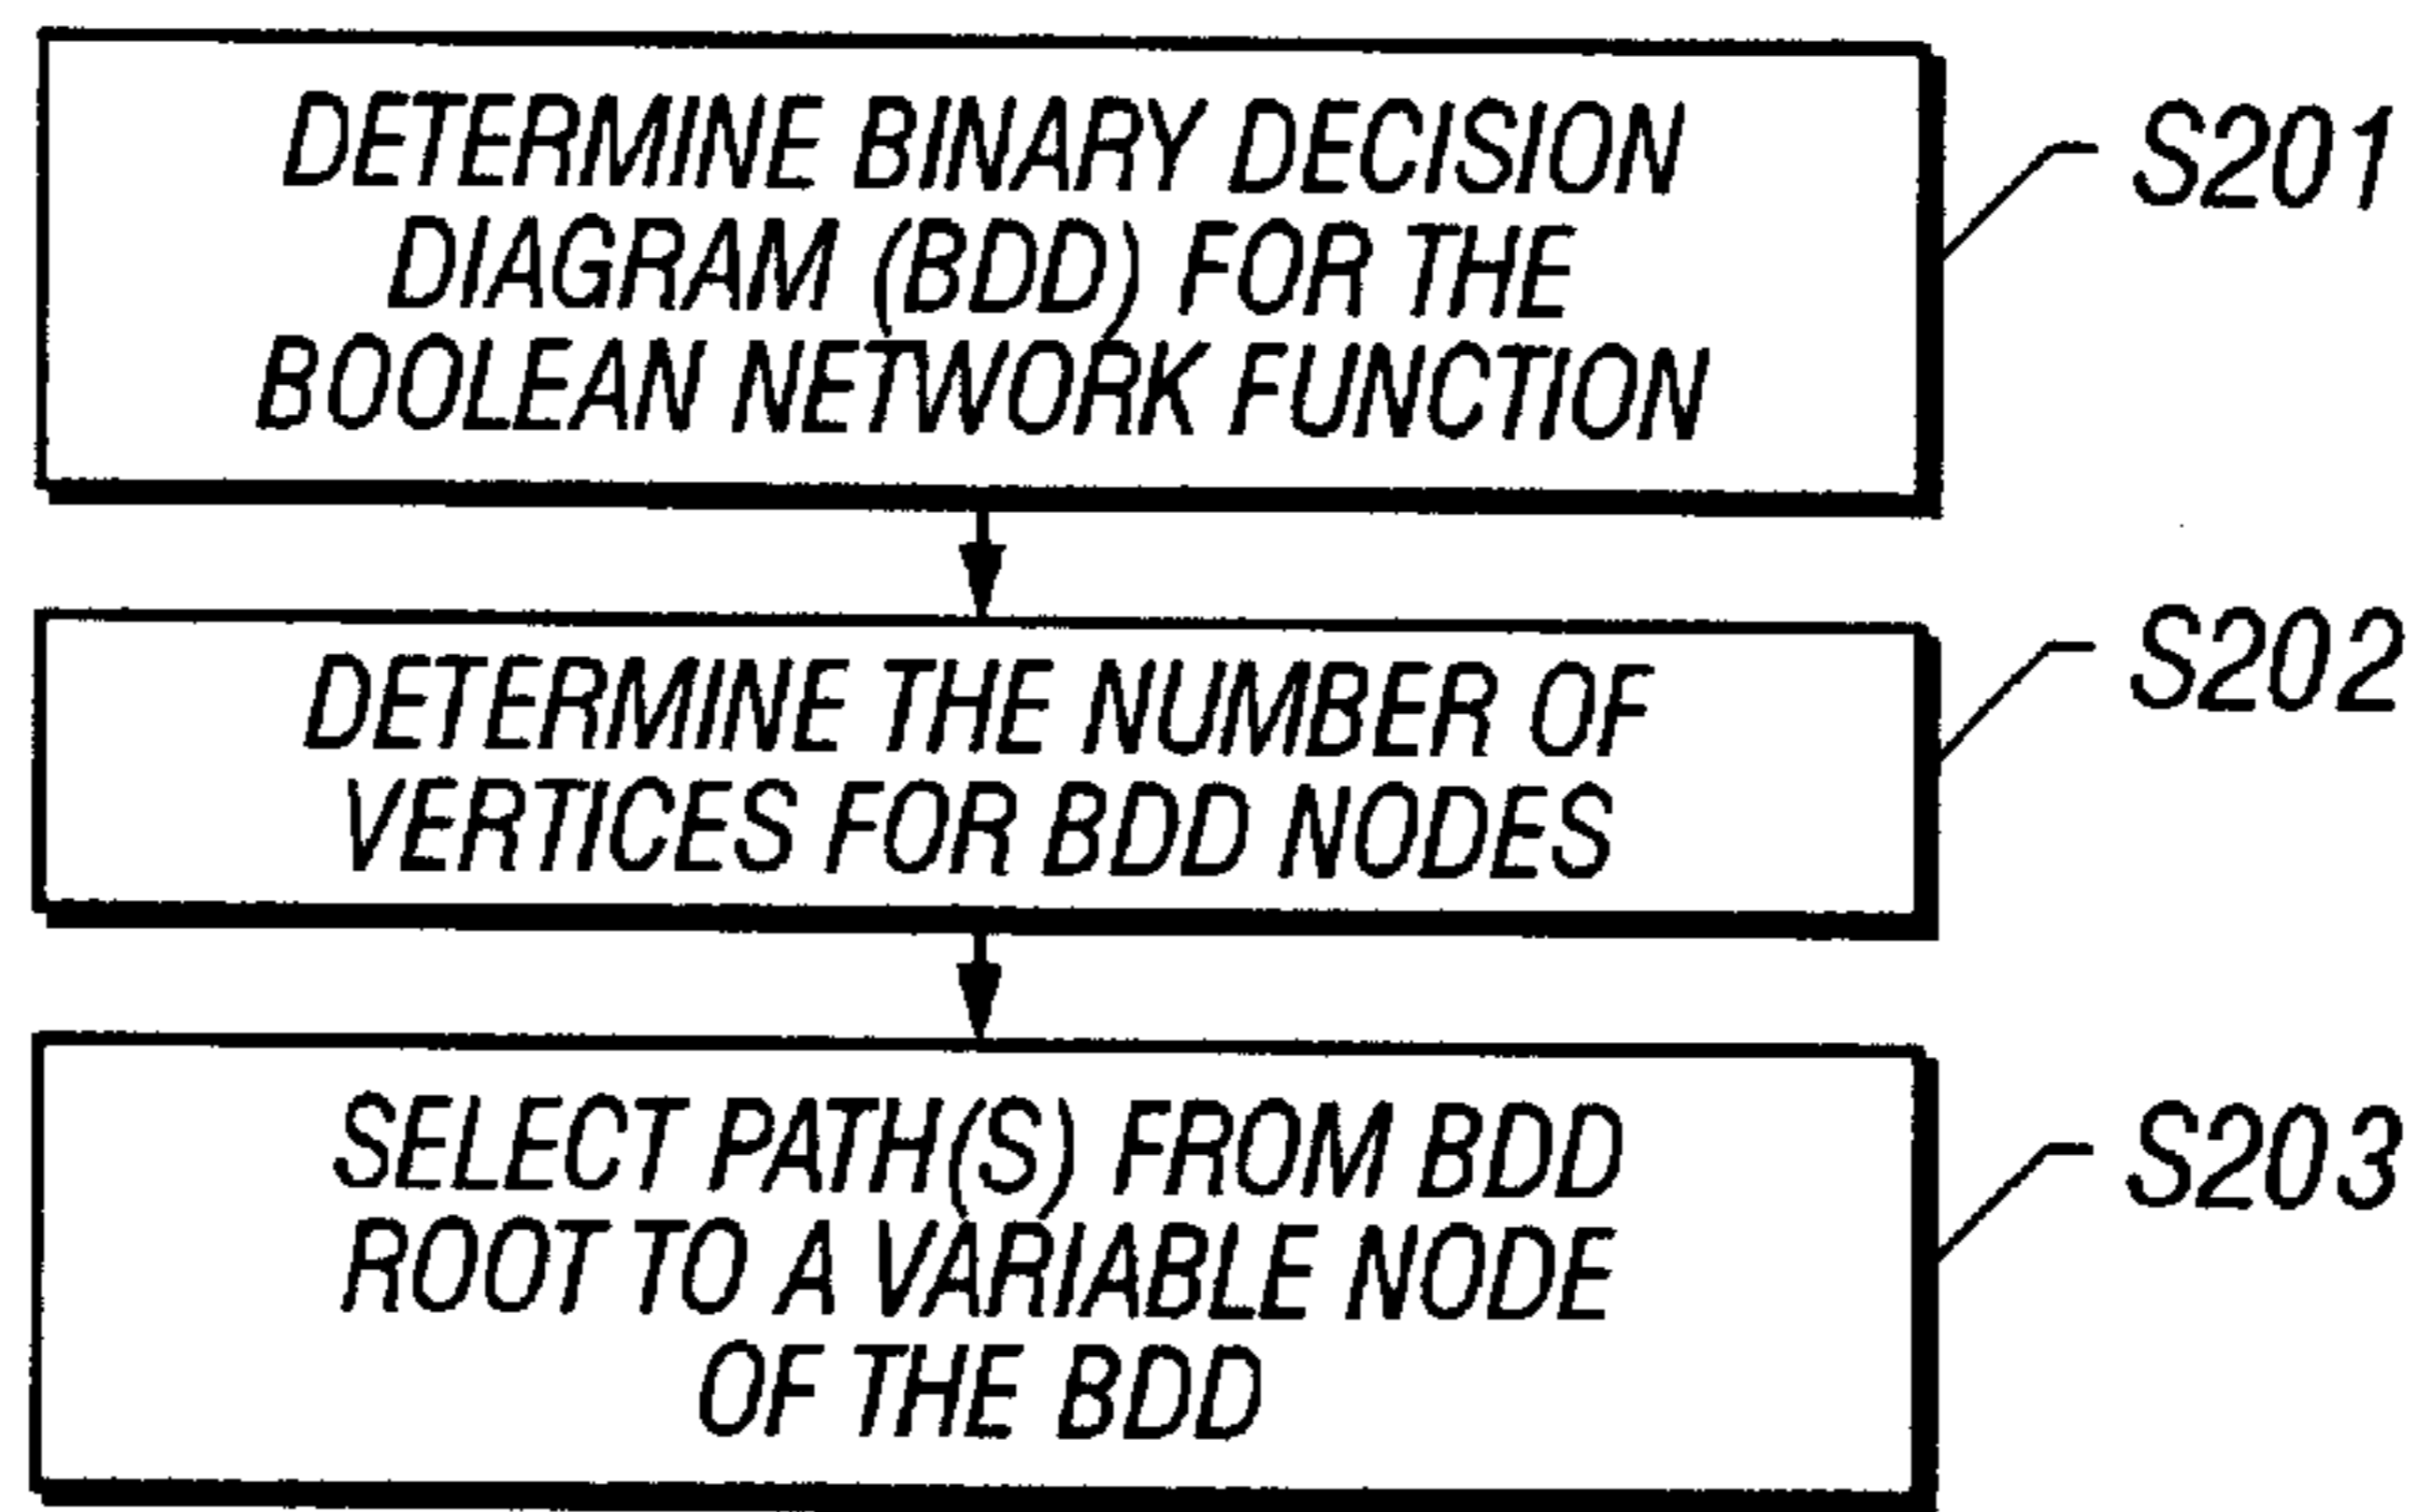 DETERMINE BINARY DECISION
DIAGRAM (BDD) FOR THE
BOOLEAN NETWORK FUNCTION
S201
DETERMINE THE NUMBER OF
VERTICES FOR BDD NODES
S202
SELECT PATH(S) FROM BDD
ROOT TO A VARIABLE NODE
OF THE BDD
S203